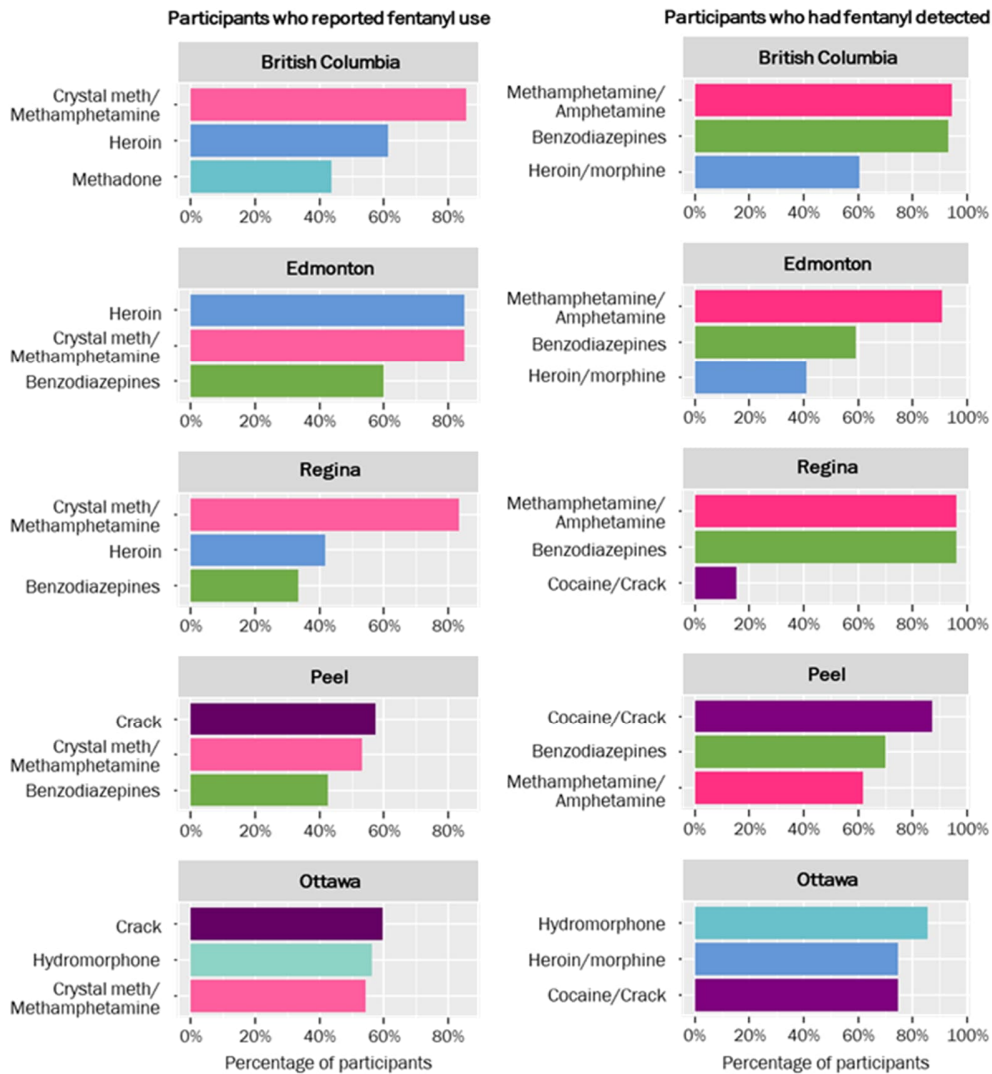 Participants who reported fentanyl use
British Columbia
Crystal meth/
Methamphetamine
Heroin
Methadone
0% 20% 40% 60% 80%
Edmonton
Heroin
Crystal meth/
Methamphetamine
Benzodiazepines
0% 20% 40% 60% 80%
Regina
Crystal meth/
Methamphetamine
Heroin
Benzodiazepines
0% 20% 40% 60% 80%
Peel
Crack
Crystal meth/
Methamphetamine
Benzodiazepines
0% 20% 40% 60% 80%
Ottawa
Crack
Hydromorphone
Crystal meth/
Methamphetamine
0% 20% 40% 60% 80%
Percentage of participants
Participants who had fentanyl detected
British Columbia
Methamphetamine/
Amphetamine
Benzodiazepines
Heroin/morphine
0% 20% 40% 60% 80% 100%
Edmonton
Methamphetamine/
Amphetamine
Benzodiazepines
Heroin/morphine
0% 20% 40% 60% 80% 100%
Regina
Methamphetamine/
Amphetamine
Benzodiazepines
Cocaine/Crack
0% 20% 40% 60% 80% 100%
Peel
Cocaine/Crack
Benzodiazepines
Methamphetamine/
Amphetamine
0% 20% 40% 60% 80% 100%
Ottawa
Hydromorphone
Heroin/morphine
Cocaine/Crack
0% 20% 40% 60% 80% 100%
Percentage of participants